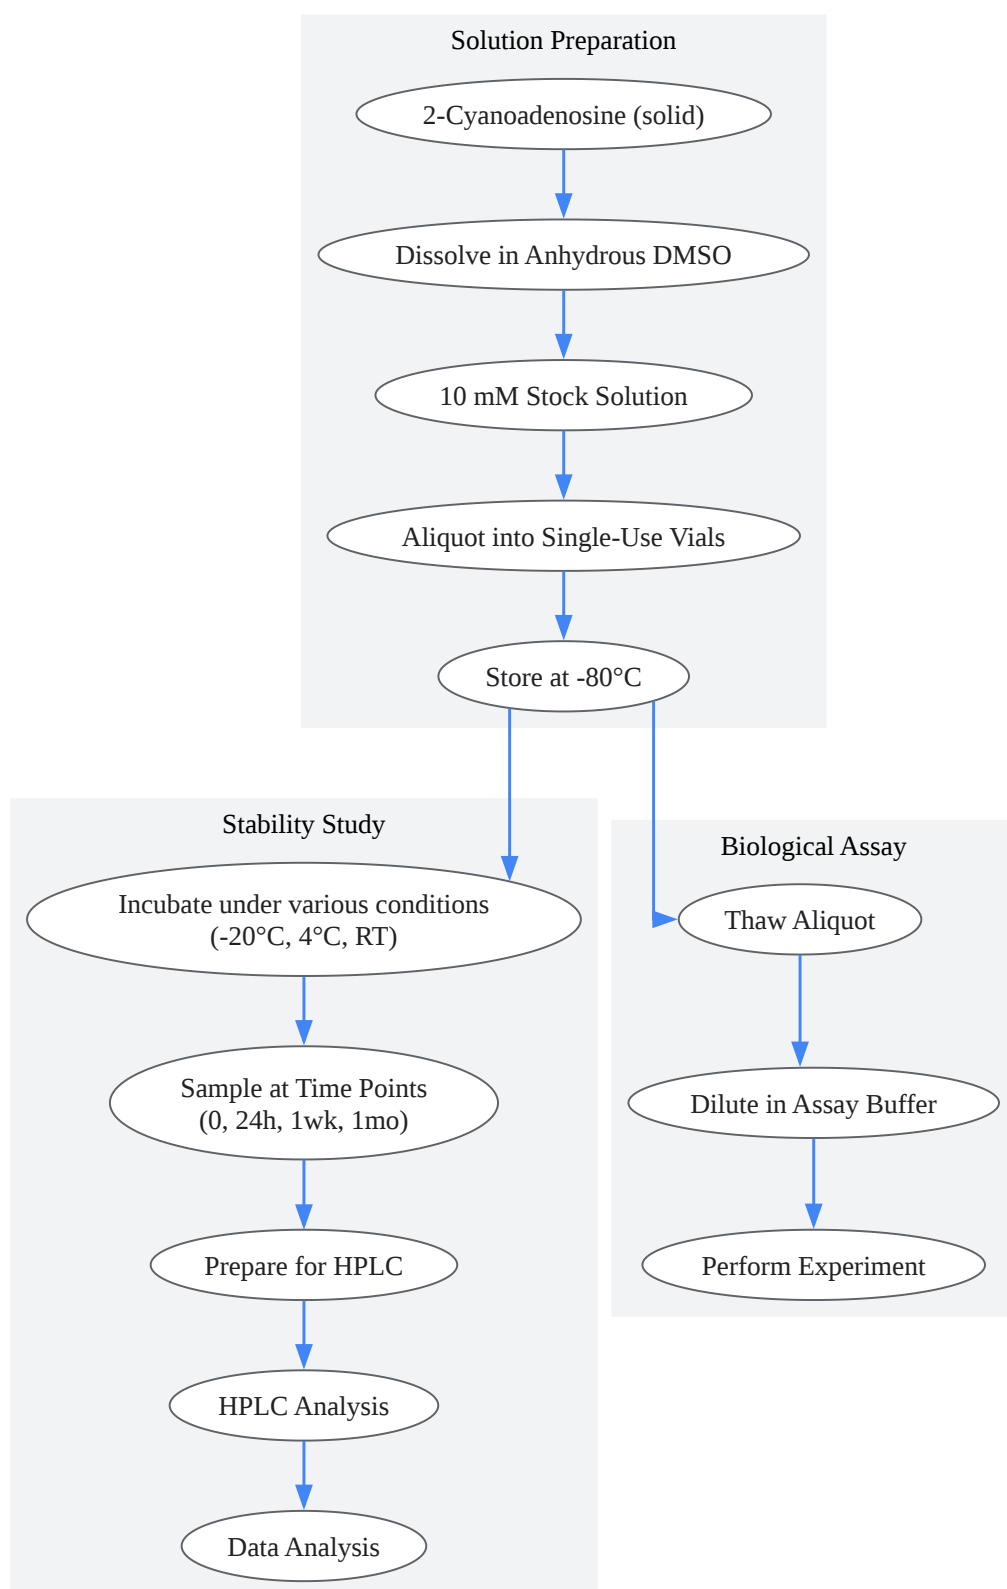 Solution Preparation
2-Cyanoadenosine (solid)
Dissolve in Anhydrous DMSO
10 mM Stock Solution
Aliquot into Single-Use Vials
Store at -80°C
Stability Study
Incubate under various conditions
(-20°C, 4°C, RT)
Sample at Time Points
(0, 24h, 1wk, 1mo)
Prepare for HPLC
HPLC Analysis
Data Analysis
Biological Assay
Thaw Aliquot
Dilute in Assay Buffer
Perform Experiment